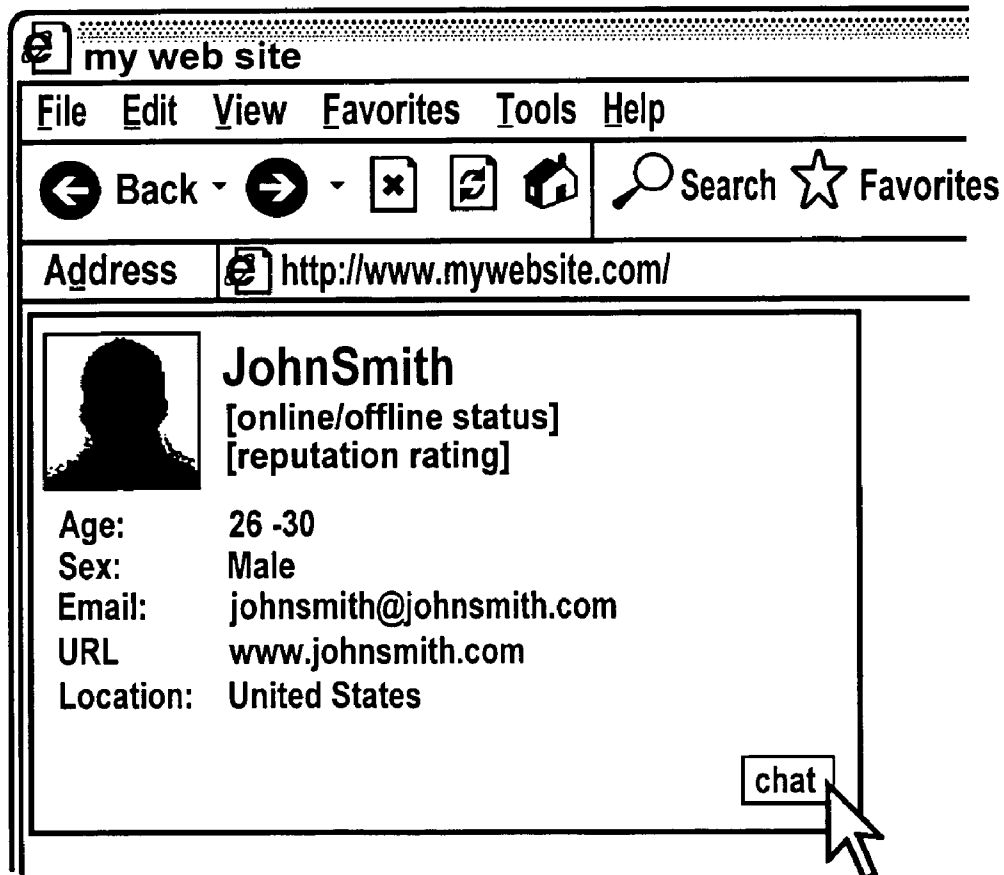 my web site
File Edit View Favorites Tools Help
Back Search Favorites
Address http://www.mywebsite.com/
JohnSmith
[online/offline status]
[reputation rating]
Age: 26 -30
Sex: Male
Email: johnsmith@johnsmith.com
URL www.johnsmith.com
Location: United States
chat